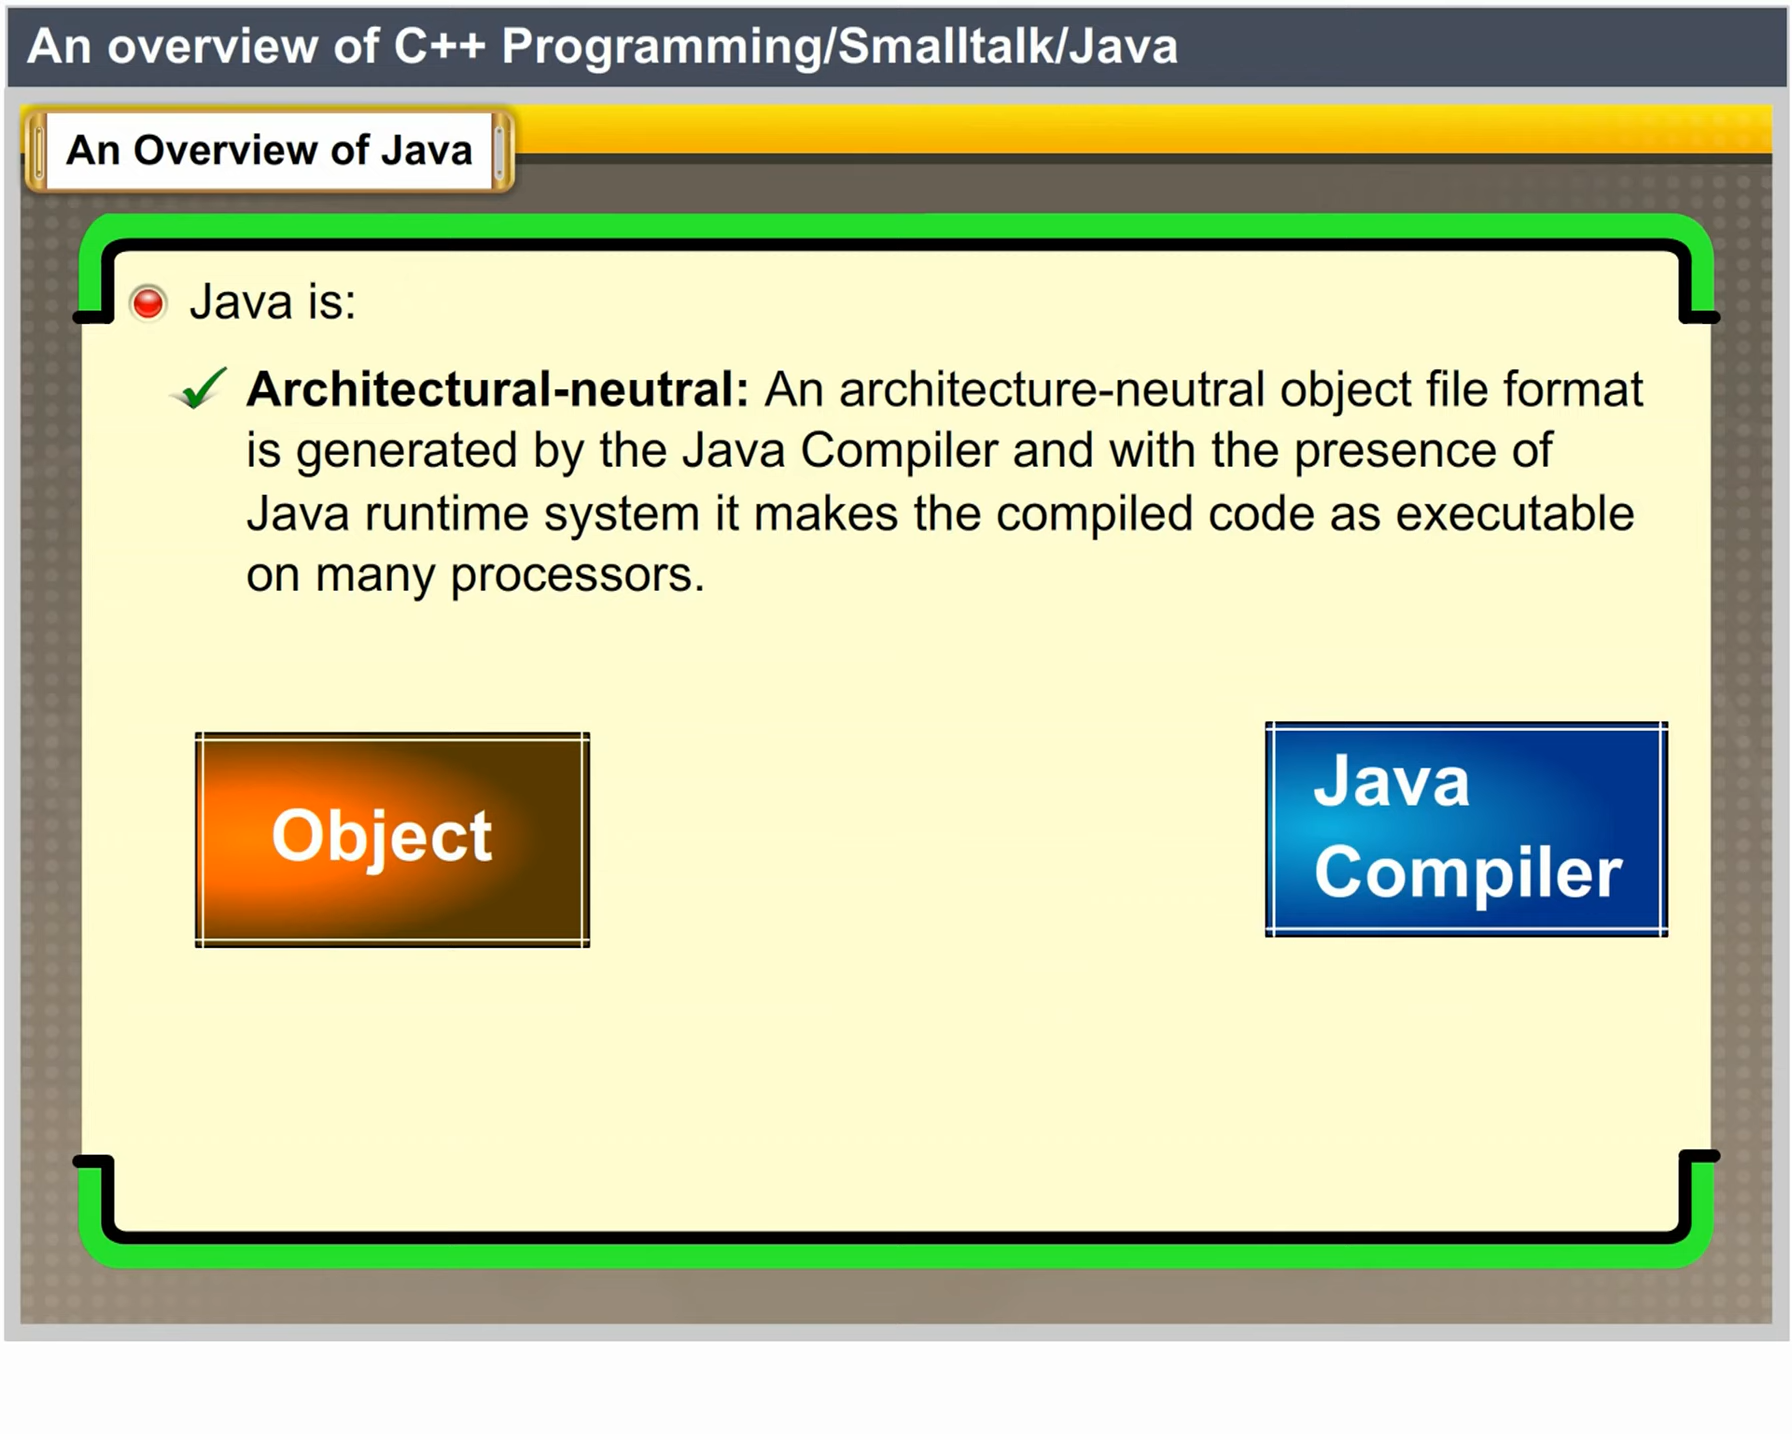 An overview of C++ Programming/Smalltalk/Java
An Overview of Java
Java is:
Architectural-neutral: An architecture-neutral object file format
is generated by the Java Compiler and with the presence of
Java runtime system it makes the compiled code as executable
on many processors.
Object
Java
Compiler